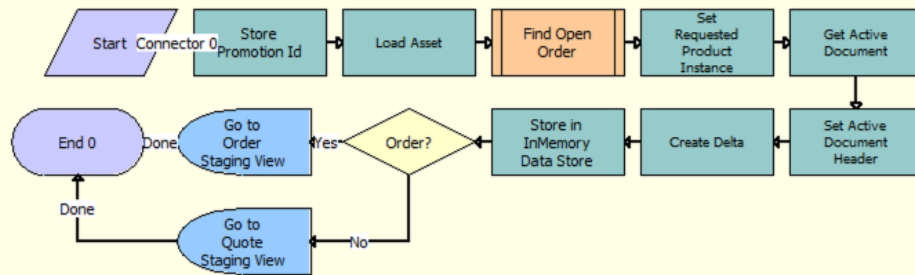 Start
Connector 0
Store
Promotion Id
Load Asset
Find Open
Order
Set
Requested
Product
Instance
Get Active
Document
Set Active
Document
Header
Create Delta
Store in
InMemory
Data Store
Order?
Yes
Go to
Order
Staging View
Done
End 0
No
Go to
Quote
Staging View
Done